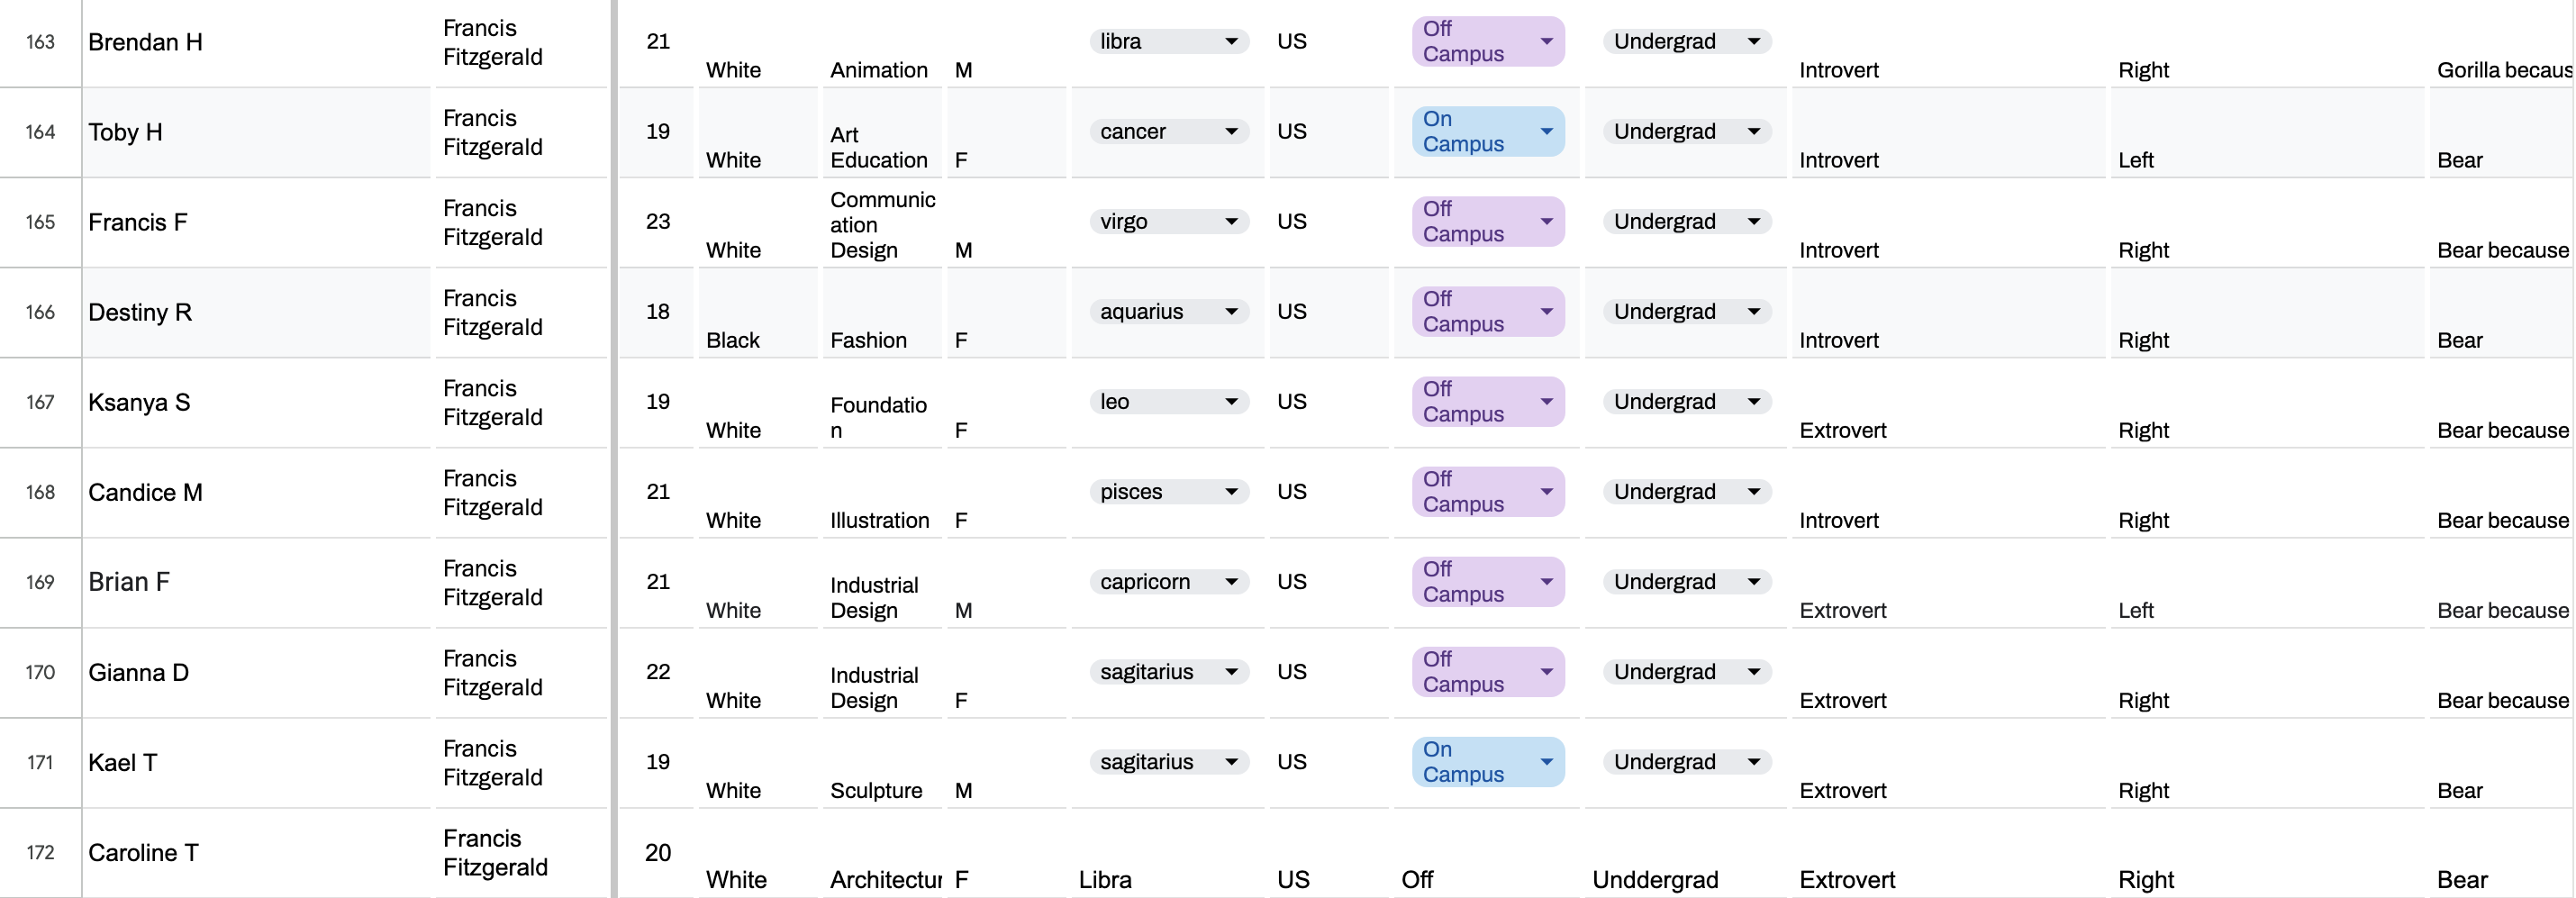 163 Brendan H Francis Fitzgerald 21 White Animation M libra US Off Campus Undergrad Introvert Right Gorilla becaus
164 Toby H Francis Fitzgerald 19 White Art Education F cancer US On Campus Undergrad Introvert Left Bear
165 Francis F Francis Fitzgerald 23 White Communication Design M virgo US Off Campus Undergrad Introvert Right Bear because
166 Destiny R Francis Fitzgerald 18 Black Fashion F aquarius US Off Campus Undergrad Introvert Right Bear
167 Ksanya S Francis Fitzgerald 19 White Foundation F leo US Off Campus Undergrad Extrovert Right Bear because
168 Candice M Francis Fitzgerald 21 White Illustration F pisces US Off Campus Undergrad Introvert Right Bear because
169 Brian F Francis Fitzgerald 21 White Industrial Design M capricorn US Off Campus Undergrad Extrovert Left Bear because
170 Gianna D Francis Fitzgerald 22 White Industrial Design F sagitarius US Off Campus Undergrad Extrovert Right Bear because
171 Kael T Francis Fitzgerald 19 White Sculpture M sagitarius US On Campus Undergrad Extrovert Right Bear
172 Caroline T Francis Fitzgerald 20 White Architectur F Libra US Off Unddergrad Extrovert Right Bear